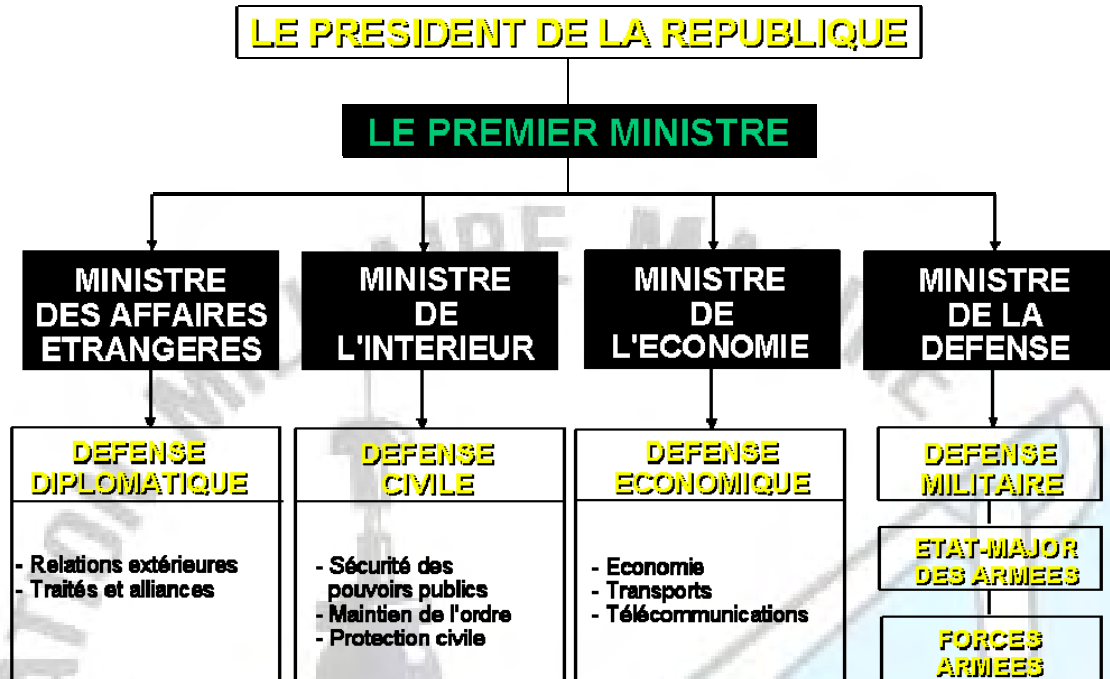 LE PRESIDENT DE LA REPUBLIQUE
LE PREMIER MINISTRE
MINISTRE
DES AFFAIRES
ETRANGERES
MINISTRE
DE
L'INTERIEUR
MINISTRE
DE
L'ECONOMIE
MINISTRE
DE LA
DEFENSE
DEFENSE
DIPLOMATIQUE
- Relations extérieures
- Traités et alliances
DEFENSE
CIVILE
- Sécurité des
pouvoirs publics
- Maintien de l'ordre
- Protection civile
DEFENSE
ECONOMIQUE
- Economie
- Transports
- Télécommunications
DEFENSE
MILITAIRE
ETAT-MAJOR
DES ARMEES
FORCES
ARMEES